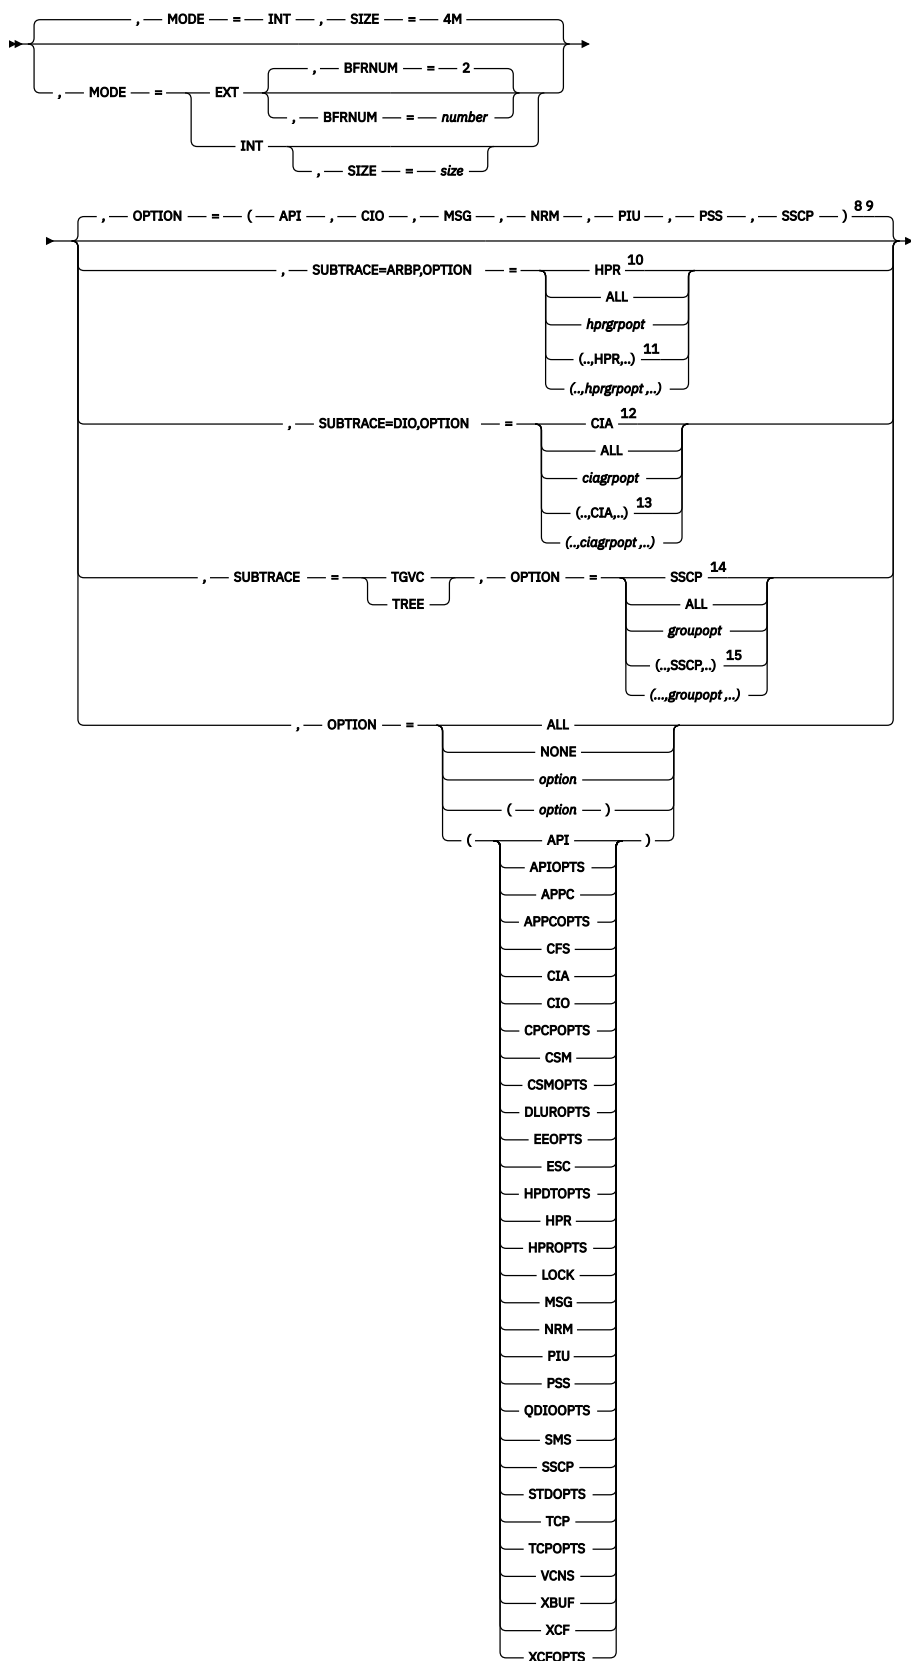 , MODE = INT , SIZE = 4M
, BFRNUM = 2
, MODE = EXT
, BFRNUM = number
INT
, SIZE = size
, OPTION = ( API , CIO , MSG , NRM , PIU , PSS , SSCP ) 8 9
, SUBTRACE=ARBP,OPTION = HPR 10
ALL
hprgrpopt
(..,HPR,..) 11
(..,hprgrpopt ,..)
, SUBTRACE=DIO,OPTION = CIA 12
ALL
ciagrpopt
(..,CIA,..) 13
(..,ciagrpopt ,..)
, SUBTRACE = TGVC , OPTION = SSCP 14
TREE
ALL
groupopt
(..,SSCP,..) 15
(...,groupopt ,..)
, OPTION = ALL
NONE
option
( option )
( API )
APIOPTS
APPC
APPCOPTS
CFS
CIA
CIO
CPCPOPTS
CSM
CSMOPTS
DLUROPTS
EEOPTS
ESC
HPDTOPTS
HPR
HPROPTS
LOCK
MSG
NRM
PIU
PSS
QDIOOPTS
SMS
SSCP
STDOPTS
TCP
TCPOPTS
VCNS
XBUF
XCF
XCFOPTS